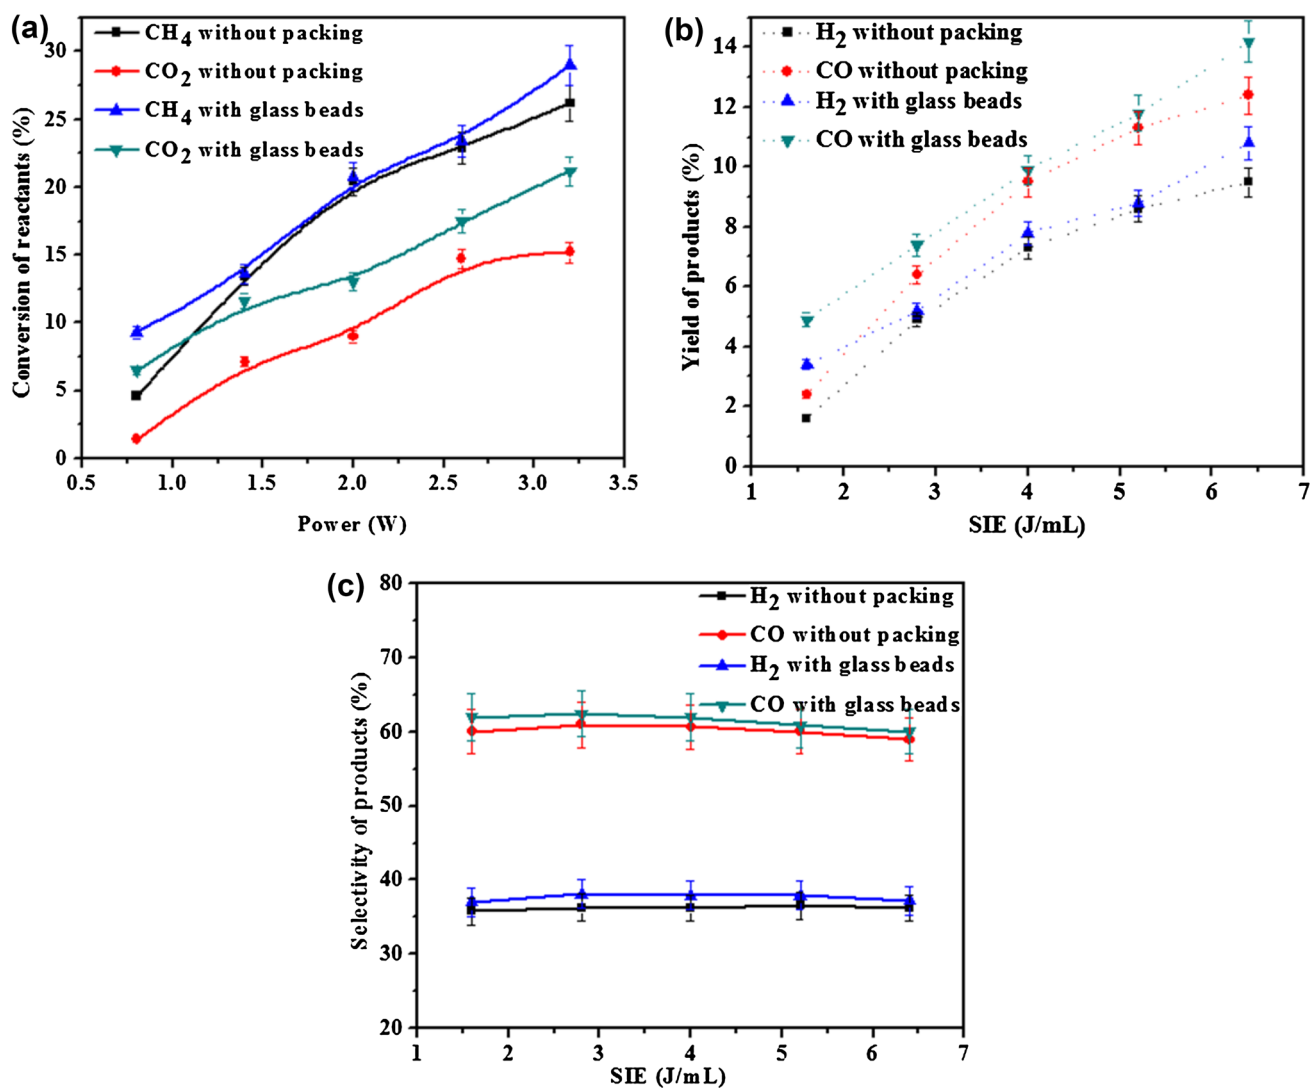 (a)
CH4 without packing
CO2 without packing
CH4 with glass beads
CO2 with glass beads
30
25
20
15
10
5
0
Conversion of reactants (%)
0.5
1.0
1.5
2.0
2.5
3.0
3.5
Power (W)
(b)
H2 without packing
CO without packing
H2 with glass beads
CO with glass beads
14
12
10
8
6
4
2
0
Yield of products (%)
1
2
3
4
5
6
7
SIE (J/mL)
(c)
H2 without packing
CO without packing
H2 with glass beads
CO with glass beads
80
70
60
50
40
30
20
Selectivity of products (%)
1
2
3
4
5
6
7
SIE (J/mL)